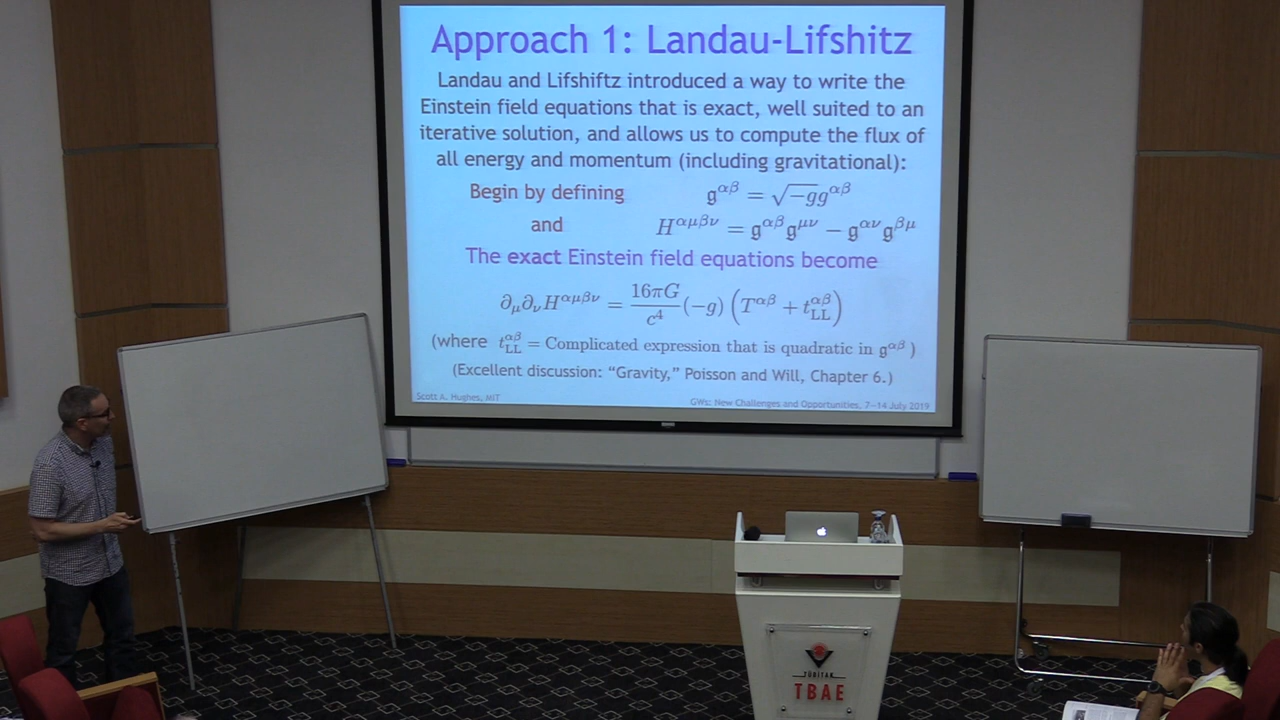 Approach 1: Landau-Lifshitz
Landau and Lifshiftz introduced a way to write the
Einstein field equations that is exact, well suited to an
iterative solution, and allows us to compute the flux of
all energy and momentum (including gravitational):
Begin by defining 𝔤^{αβ} = √−g g^{αβ}
and H^{αμβν} = 𝔤^{αβ}𝔤^{μν} − 𝔤^{αν}𝔤^{βμ}
The exact Einstein field equations become
∂_μ∂_νH^{αμβν} = 16πG/c⁴ (−g) (T^{αβ} + t_{LL}^{αβ})
(where t_{LL}^{αβ} = Complicated expression that is quadratic in 𝔤^{αβ} )
(Excellent discussion: “Gravity,” Poisson and Will, Chapter 6.)
Scott A. Hughes, MIT GWs: New Challenges and Opportunities, 7−14 July 2019
TÜBİTAK
TBAE